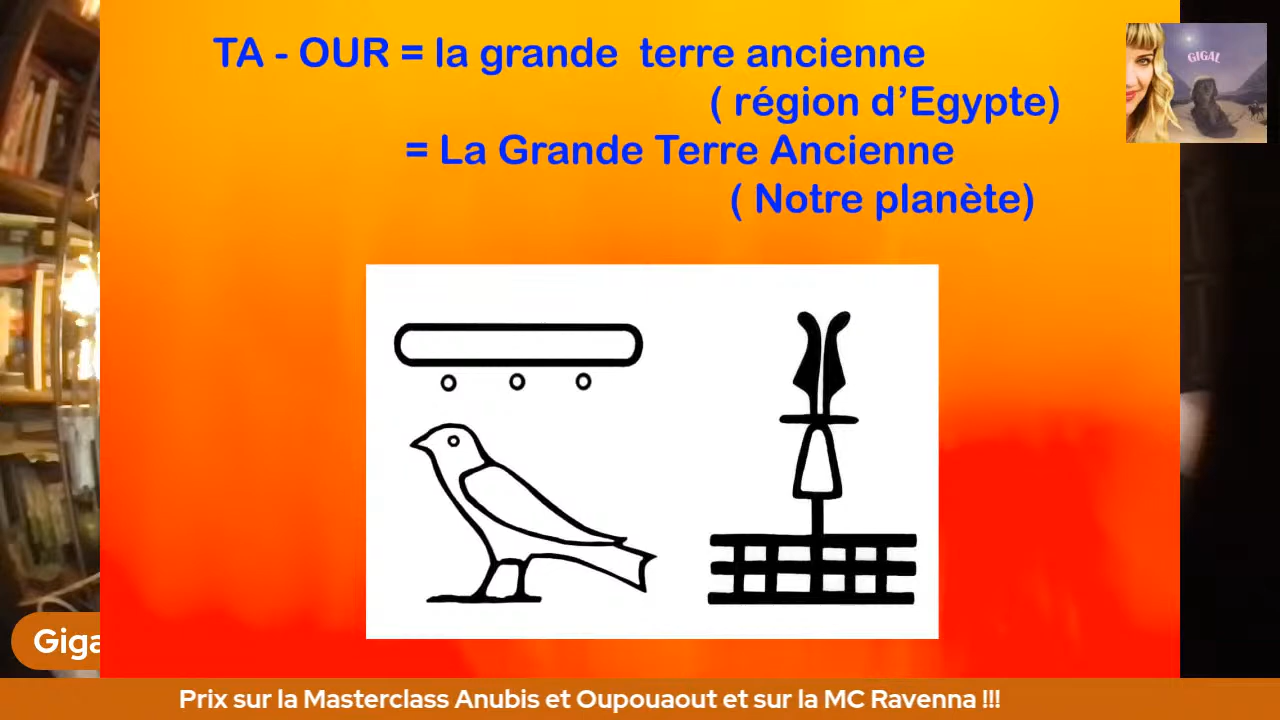 TA - OUR = la grande terre ancienne
( région d’Egypte)
= La Grande Terre Ancienne
( Notre planète)
GIGAL
Giga
Prix sur la Masterclass Anubis et Oupouaout et sur la MC Ravenna !!!